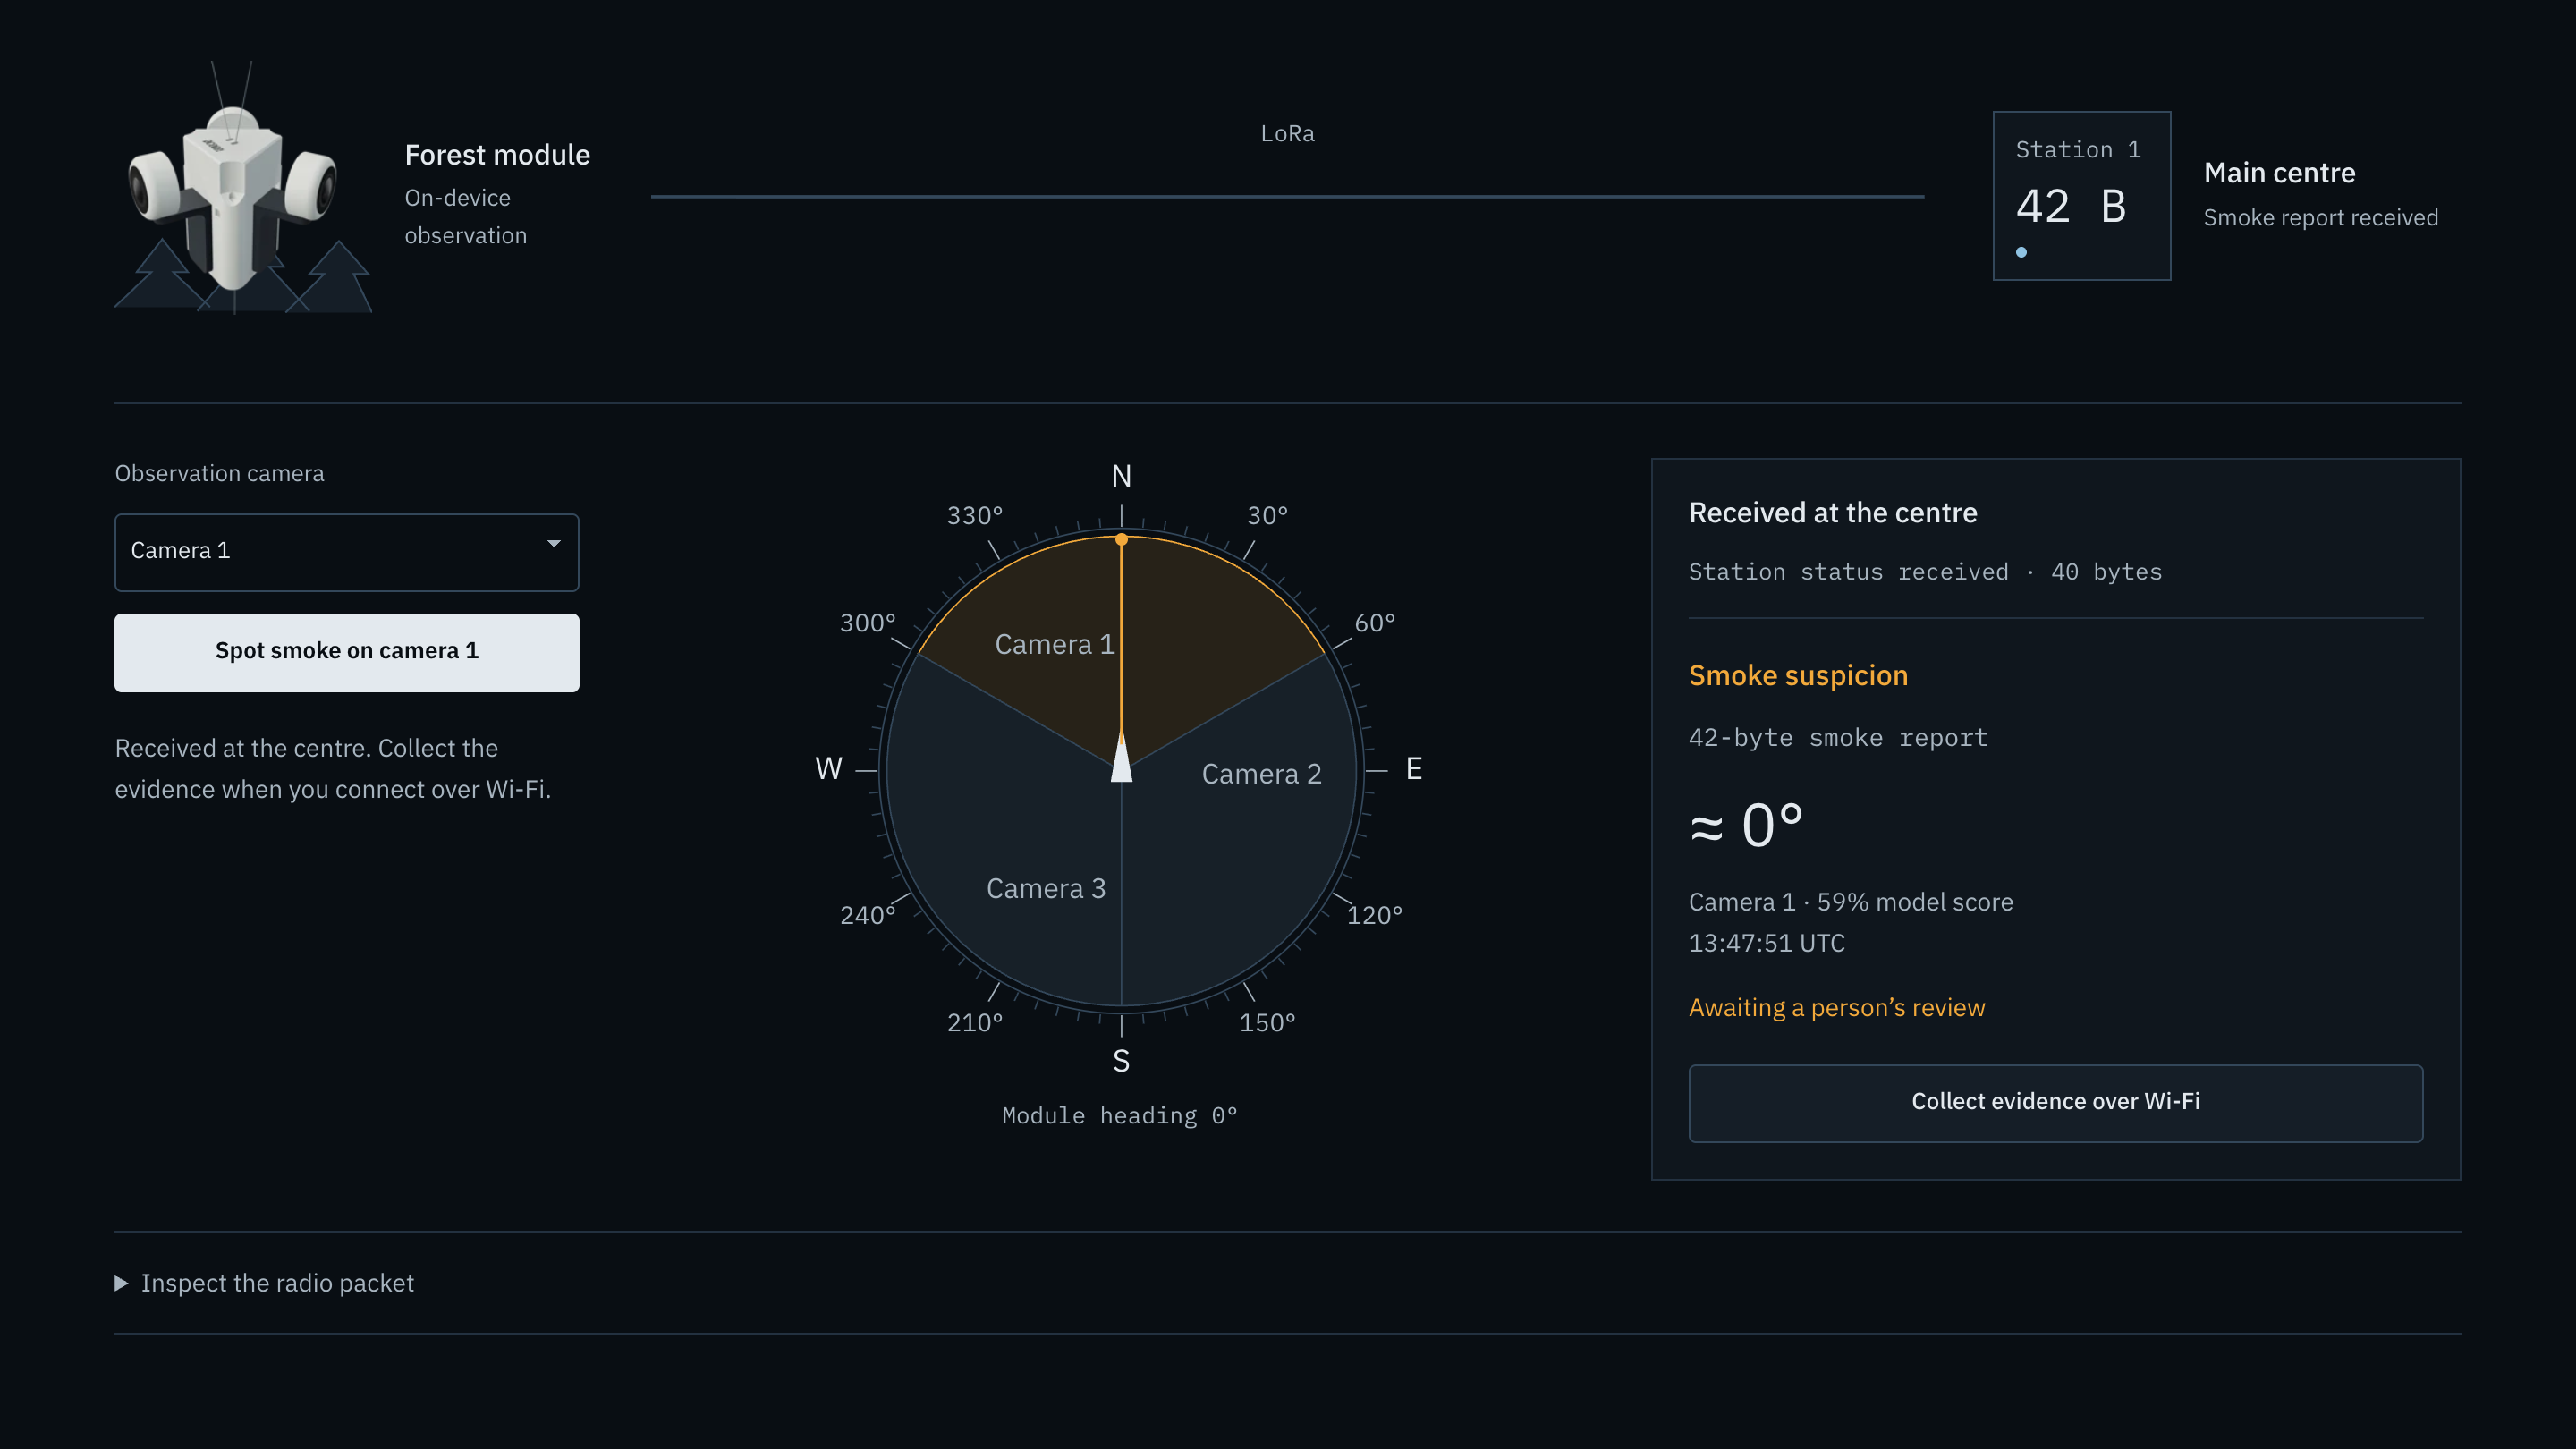 Forest module
On-device
observation
LoRa
Station 1
42 B
Main centre
Smoke report received
Observation camera
Camera 1
Spot smoke on camera 1
Received at the centre. Collect the
evidence when you connect over Wi-Fi.
N
330°
30°
300°
60°
Camera 1
W
E
Camera 2
Camera 3
240°
120°
210°
150°
S
Module heading 0°
Received at the centre
Station status received · 40 bytes
Smoke suspicion
42-byte smoke report
≈ 0°
Camera 1 · 59% model score
13:47:51 UTC
Awaiting a person’s review
Collect evidence over Wi-Fi
Inspect the radio packet